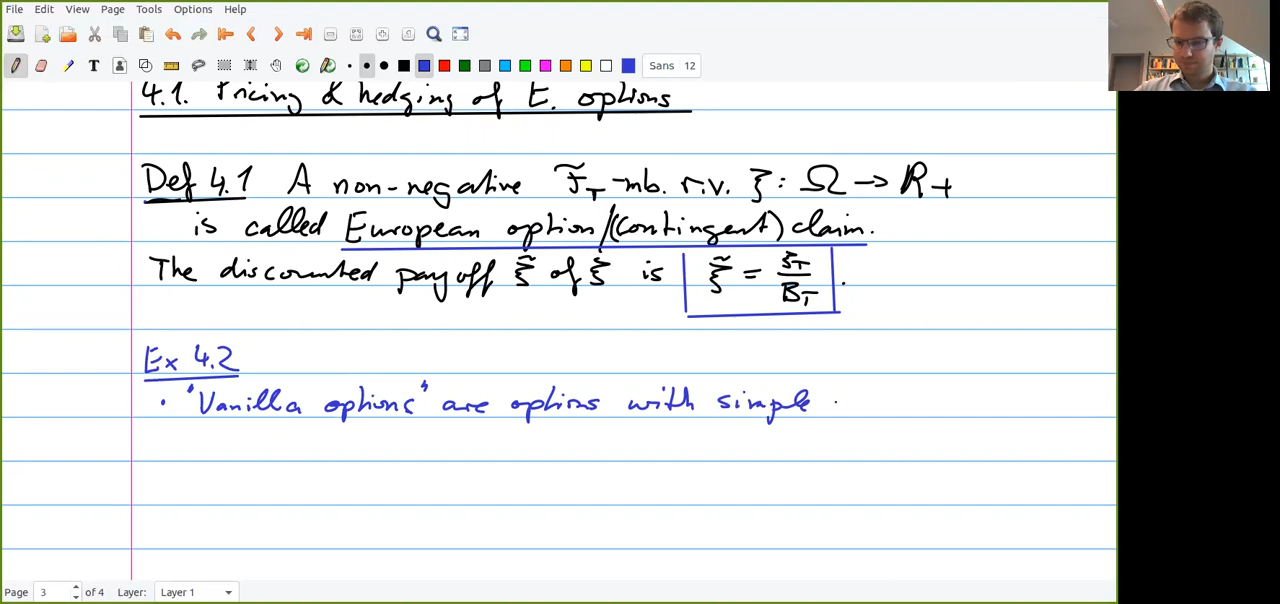 File Edit View Page Tools Options Help
Sans 12
4.1. Pricing & hedging of E. options
Def 4.1 A non-negative F̃_T -mb. r.v. ξ : Ω → R+
is called European option/(contingent) claim.
The discounted payoff ξ̃ of ξ is ξ̃ = ξ_T / B_T .
Ex 4.2
· "Vanilla options" are options with simple
Page 3 of 4 Layer: Layer 1